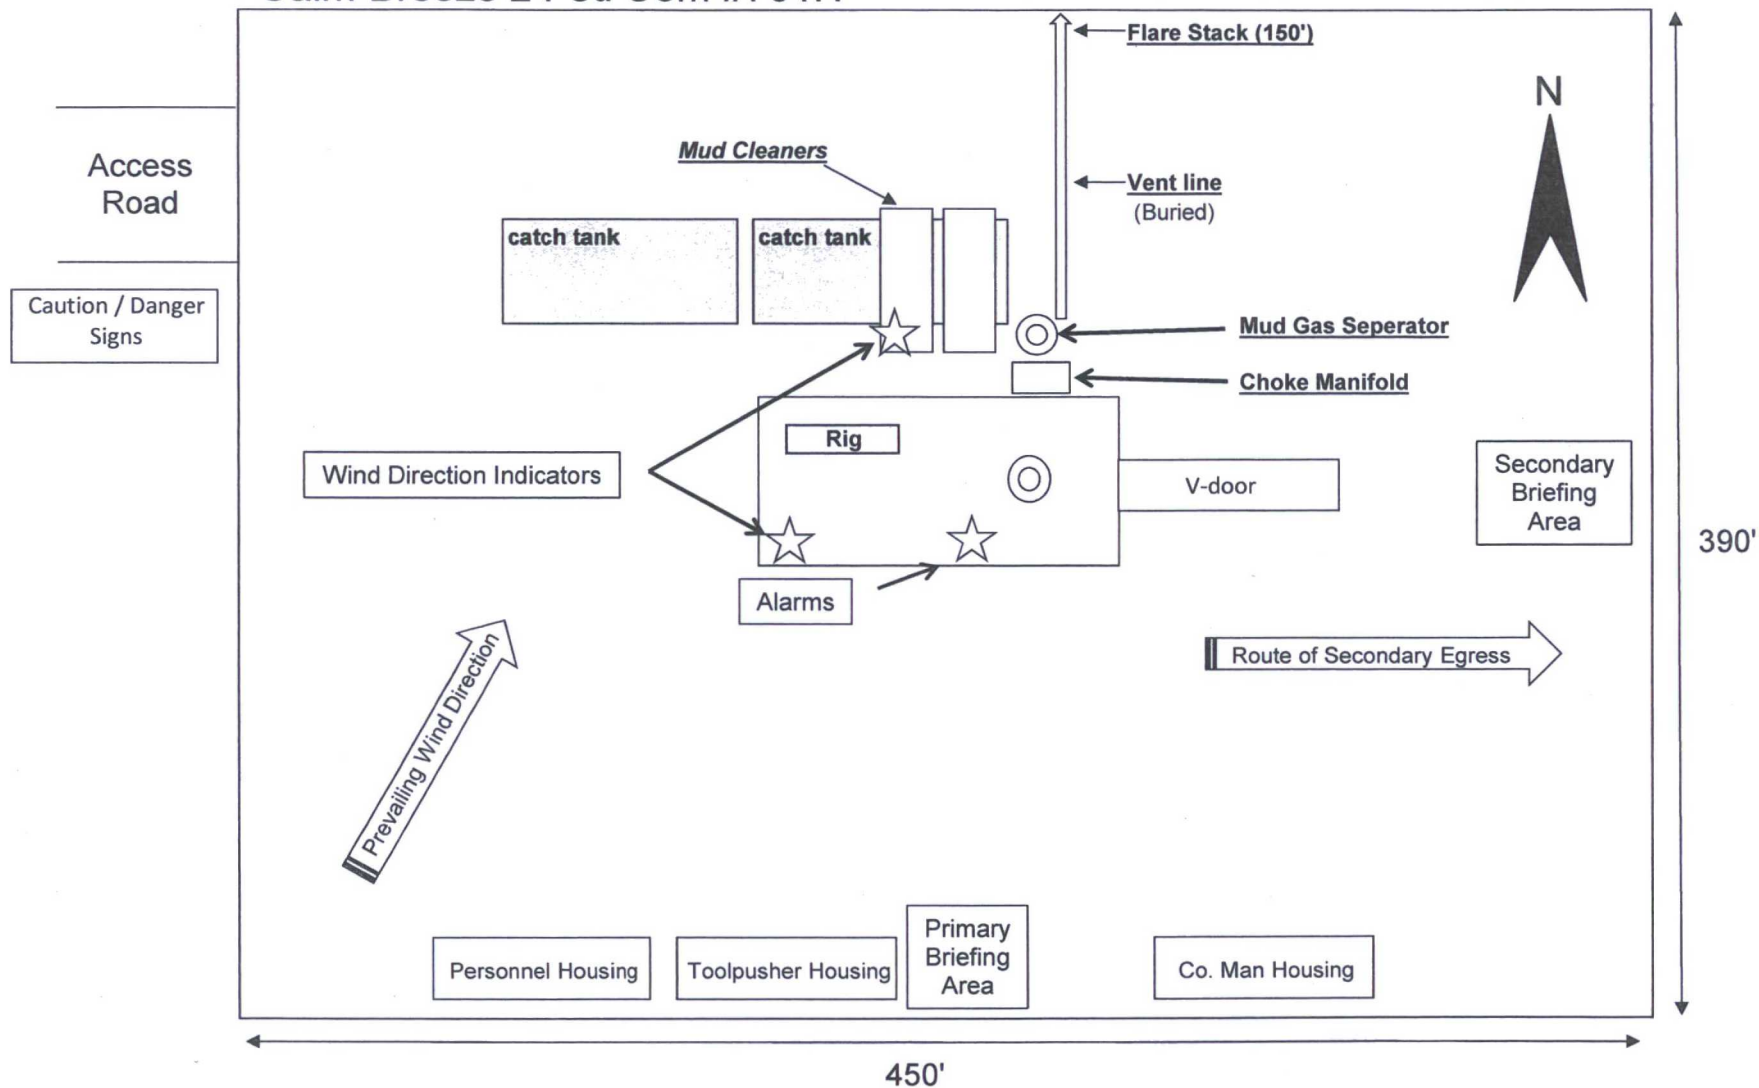 Flare Stack (150')
N
Mud Cleaners
Access
Road
Vent line
(Buried)
catch tank
catch tank
Caution / Danger
Signs
Mud Gas Seperator
Choke Manifold
Rig
Wind Direction Indicators
V-door
Secondary
Briefing
Area
390'
Alarms
Prevailing Wind Direction
Route of Secondary Egress
Personnel Housing
Toolpusher Housing
Primary
Briefing
Area
Co. Man Housing
450'